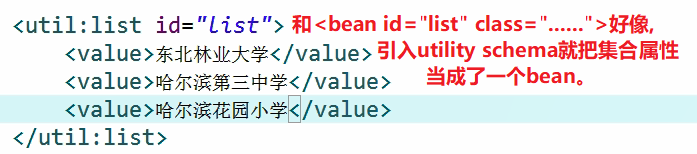 <util:list id="list"> 和<bean id="list" class="……">好像,
<value>东北林业大学</value> 引入utility schema就把集合属性
<value>哈尔滨第三中学</value> 当成了一个bean。
<value>哈尔滨花园小学</value>
</util:list>